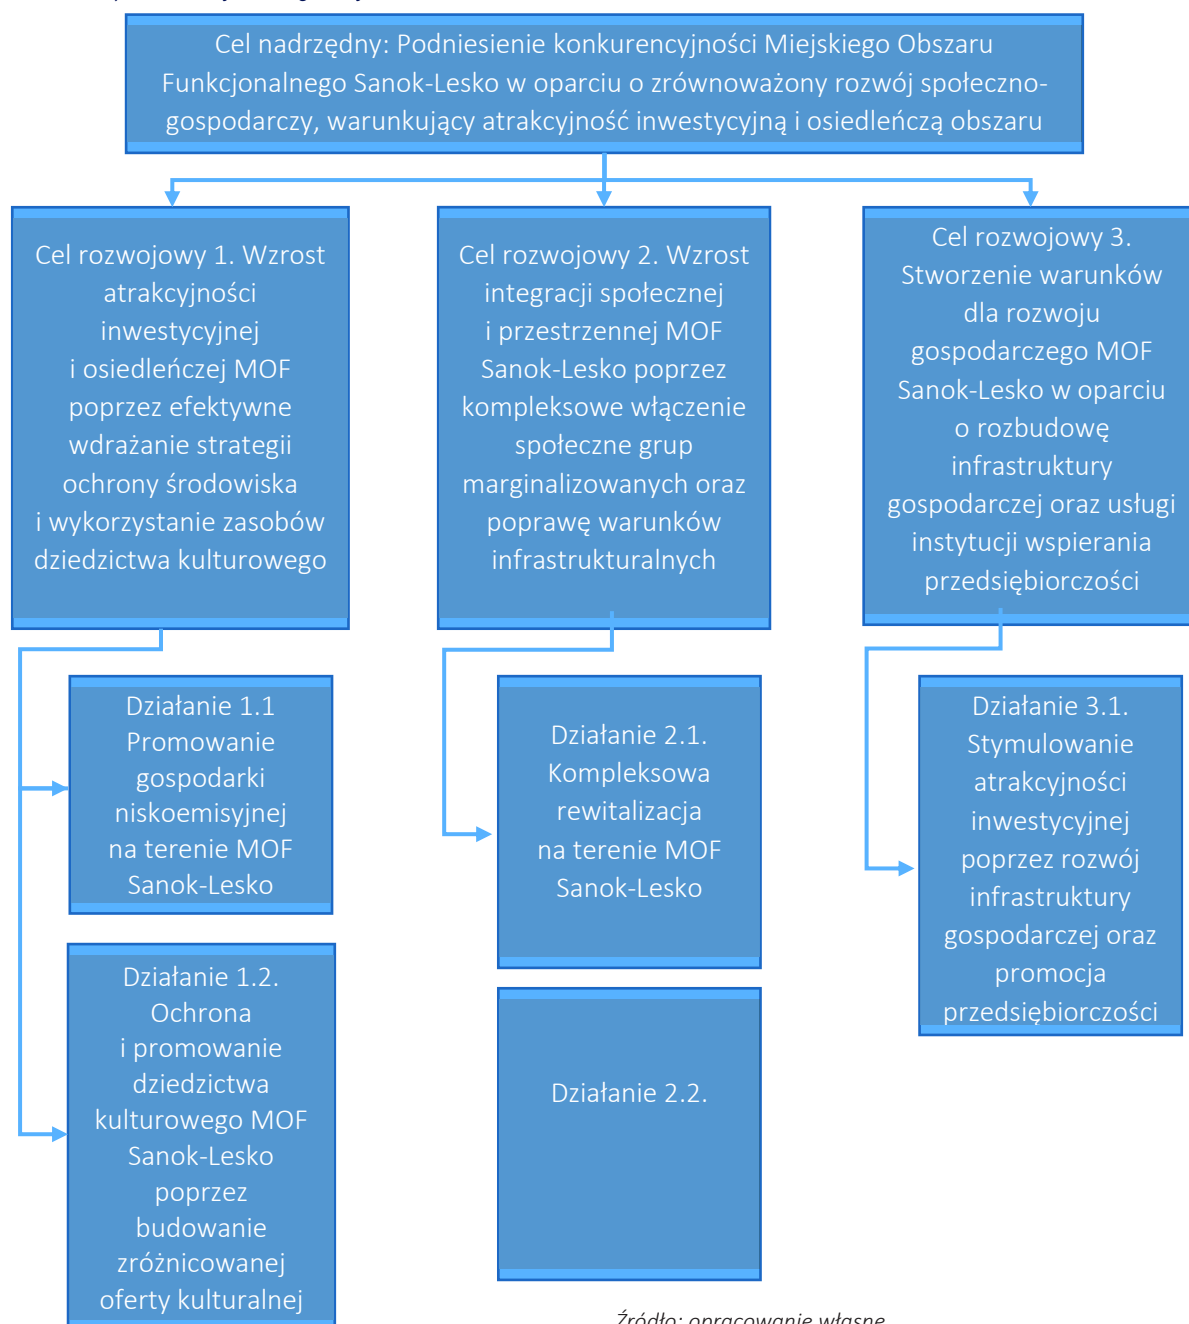 Cel nadrzędny: Podniesienie konkurencyjności Miejskiego Obszaru
Funkcjonalnego Sanok-Lesko w oparciu o zrównoważony rozwój społeczno-
gospodarczy, warunkujący atrakcyjność inwestycyjną i osiedleńczą obszaru
Cel rozwojowy 1. Wzrost
atrakcyjności
inwestycyjnej
i osiedleńczej MOF
poprzez efektywne
wdrażanie strategii
ochrony środowiska
i wykorzystanie zasobów
dziedzictwa kulturowego
Cel rozwojowy 2. Wzrost
integracji społecznej
i przestrzennej MOF
Sanok-Lesko poprzez
kompleksowe włączenie
społeczne grup
marginalizowanych oraz
poprawę warunków
infrastrukturalnych
Cel rozwojowy 3.
Stworzenie warunków
dla rozwoju
gospodarczego MOF
Sanok-Lesko w oparciu
o rozbudowę
infrastruktury
gospodarczej oraz usługi
instytucji wspierania
przedsiębiorczości
Działanie 1.1
Promowanie
gospodarki
niskoemisyjnej
na terenie MOF
Sanok-Lesko
Działanie 1.2.
Ochrona
i promowanie
dziedzictwa
kulturowego MOF
Sanok-Lesko
poprzez
budowanie
zróżnicowanej
oferty kulturalnej
Działanie 2.1.
Kompleksowa
rewitalizacja
na terenie MOF
Sanok-Lesko
Działanie 2.2.
Działanie 3.1.
Stymulowanie
atrakcyjności
inwestycyjnej
poprzez rozwój
infrastruktury
gospodarczej oraz
promocja
przedsiębiorczości
Źródło: opracowanie własne